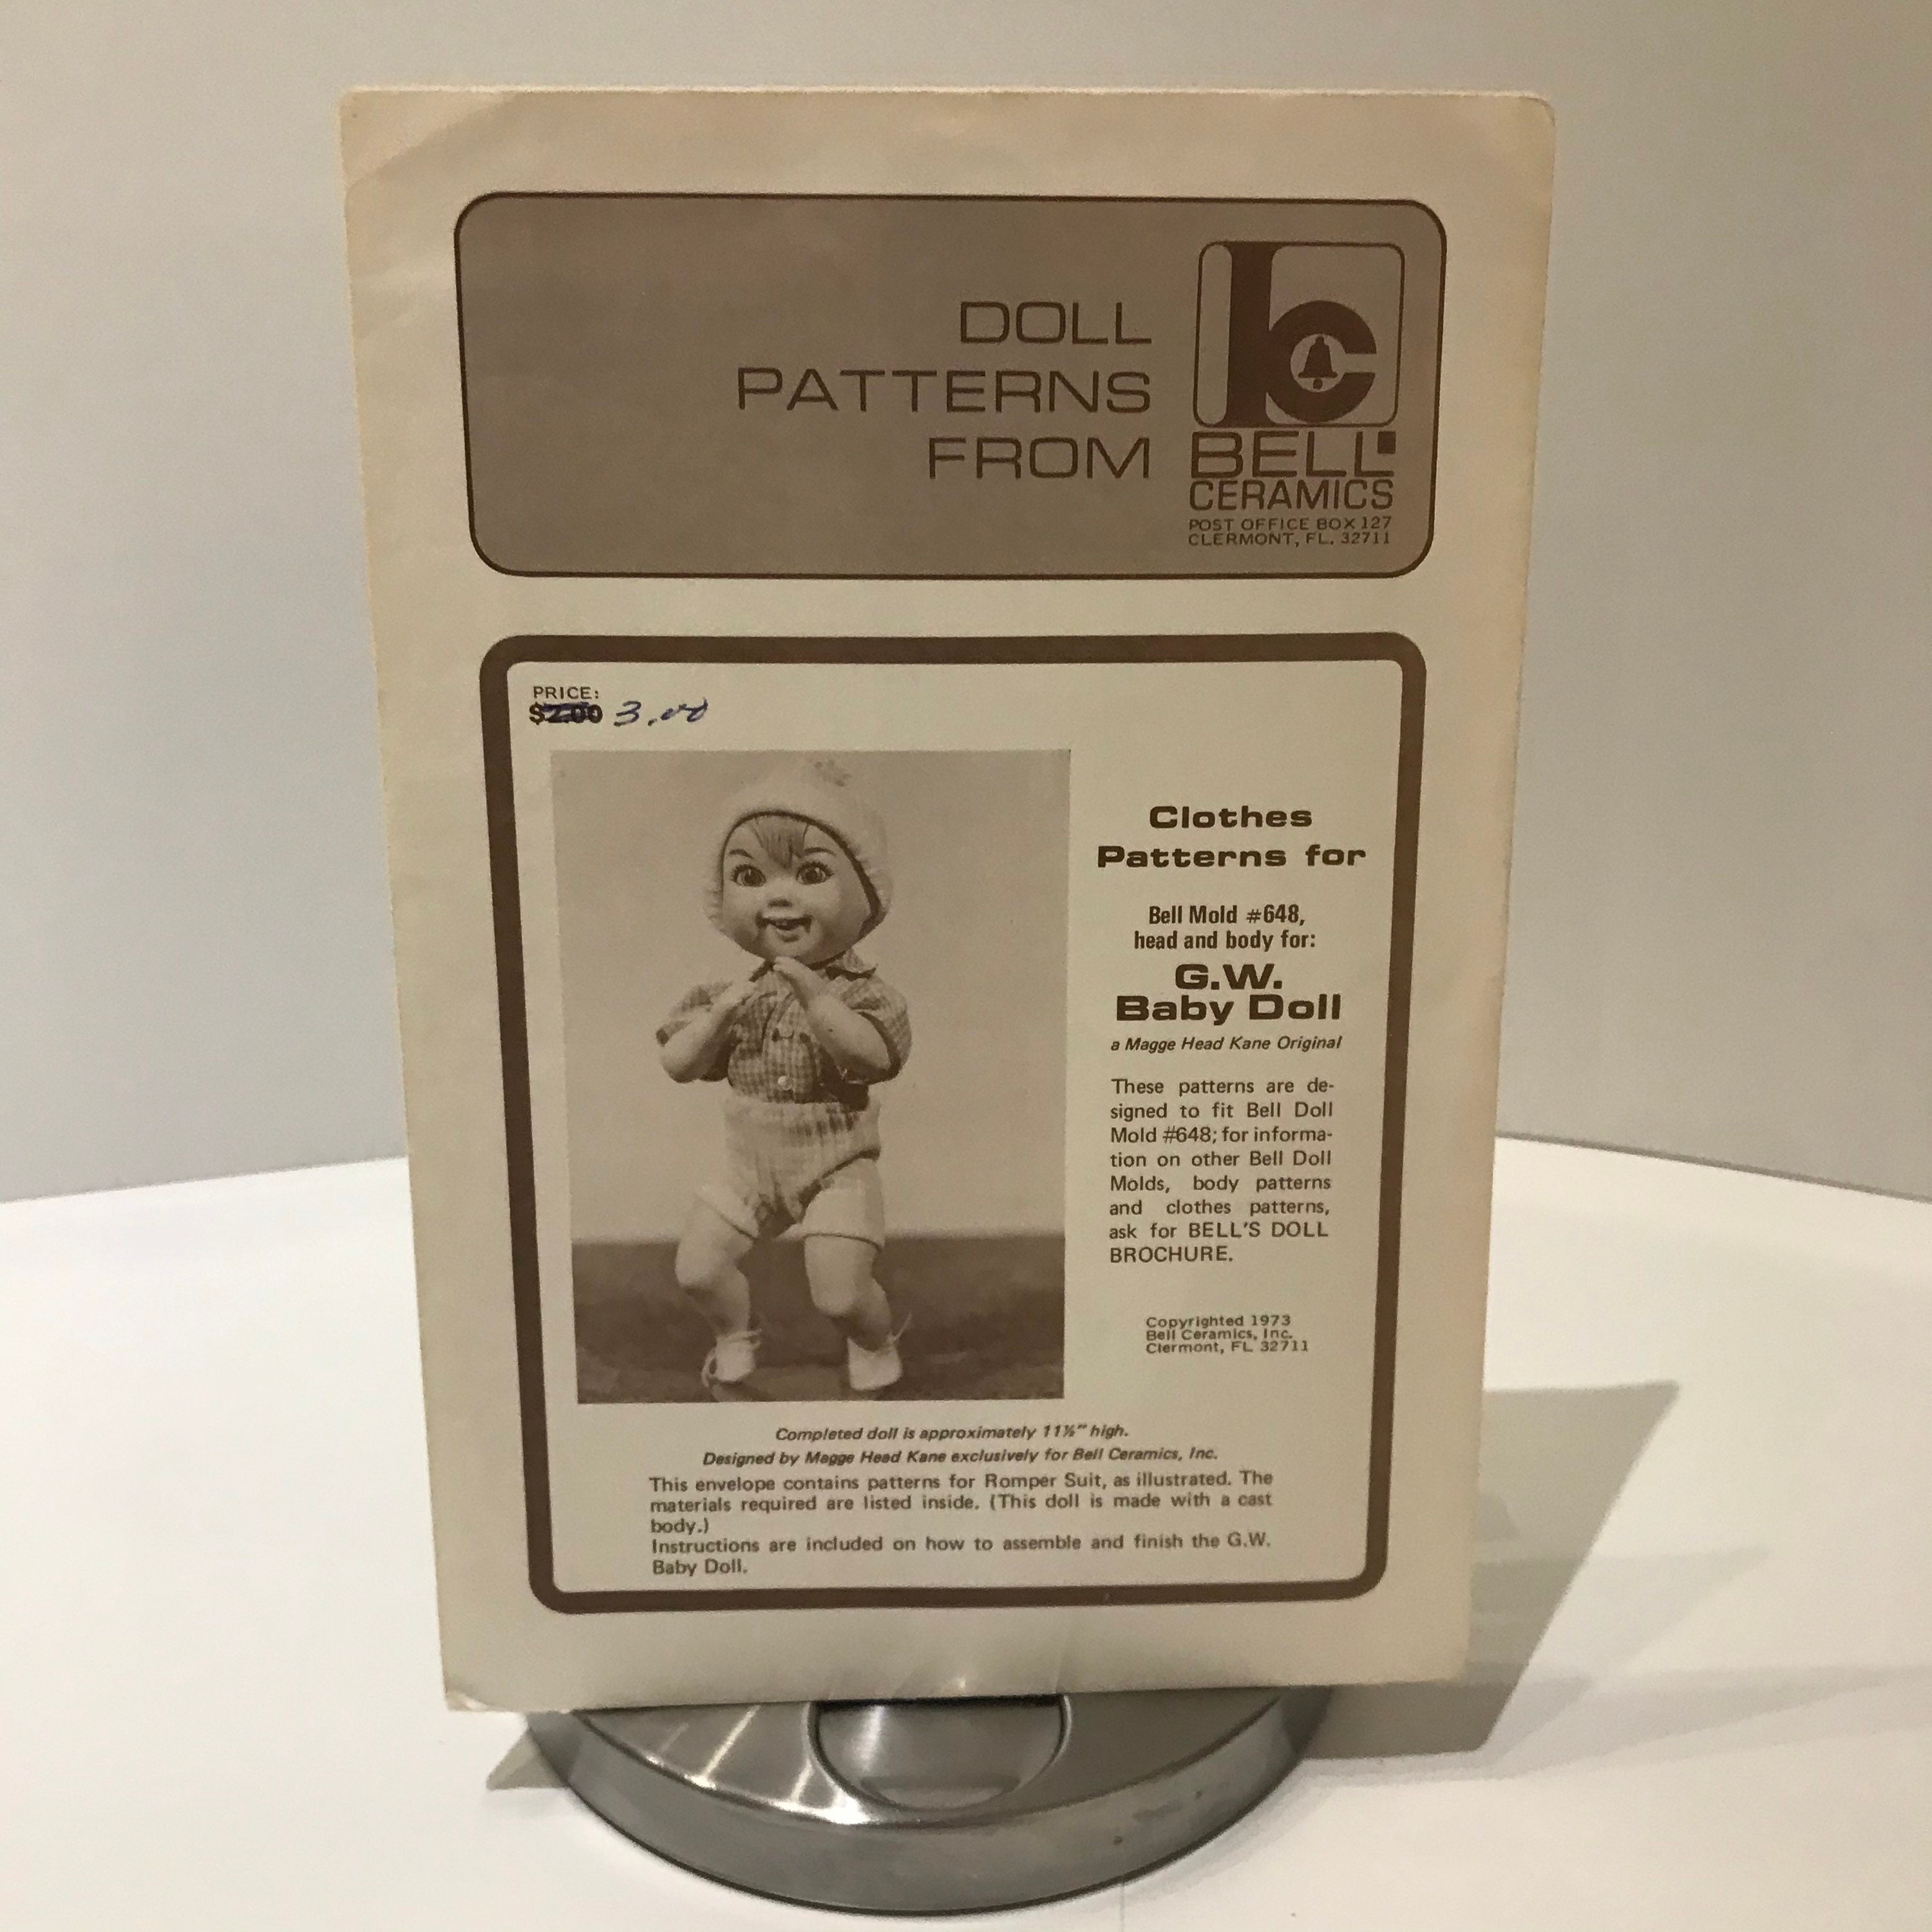 DOLL
PATTERNS
FROM
BELL
CERAMICS
POST OFFICE BOX 127
CLERMONT, FL. 32711
PRICE:
$2.00 3.00
Clothes
Patterns for
Bell Mold #648,
head and body for:
G.W.
Baby Doll
a Magge Head Kane Original
These patterns are de-
signed to fit Bell Doll
Mold #648; for informa-
tion on other Bell Doll
Molds, body patterns
and clothes patterns,
ask for BELL'S DOLL
BROCHURE.
Copyrighted 1973
Bell Ceramics, Inc.
Clermont, FL 32711
Completed doll is approximately 11½" high.
Designed by Magge Head Kane exclusively for Bell Ceramics, Inc.
This envelope contains patterns for Romper Suit, as illustrated. The
materials required are listed inside. (This doll is made with a cast
body.)
Instructions are included on how to assemble and finish the G.W.
Baby Doll.